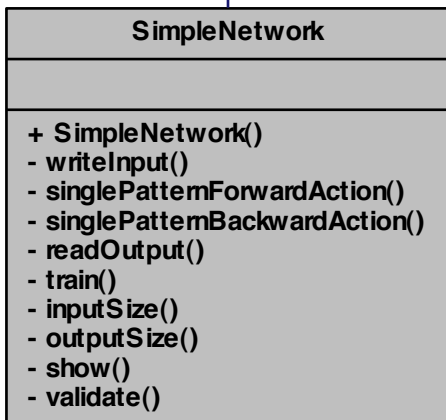 SimpleNetwork
+ SimpleNetwork()
- writeInput()
- singlePatternForwardAction()
- singlePatternBackwardAction()
- readOutput()
- train()
- inputSize()
- outputSize()
- show()
- validate()